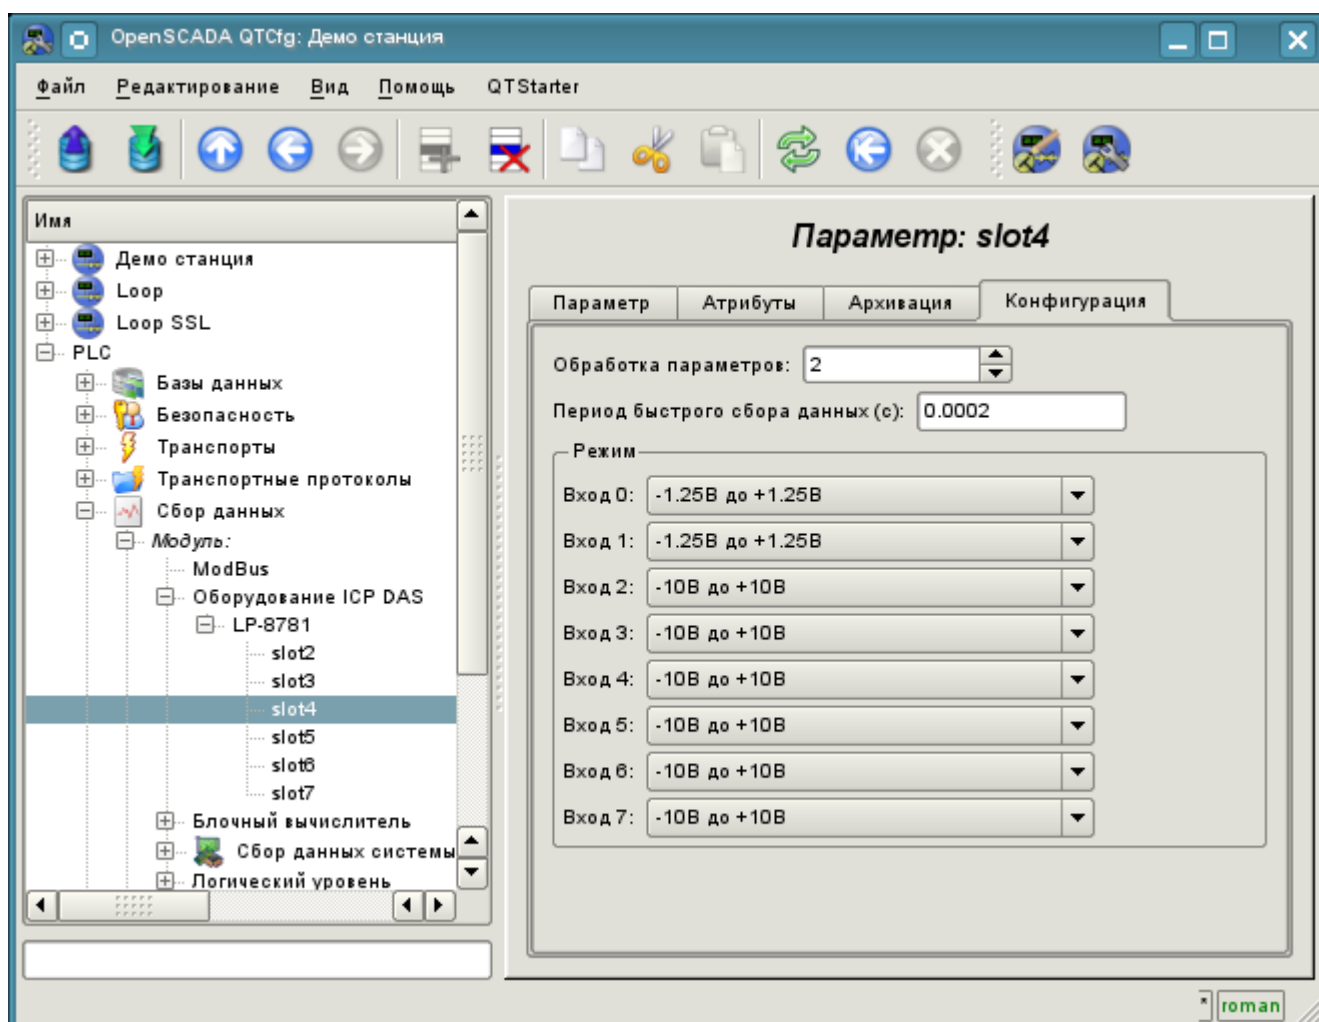 OpenSCADA QTCfg: Демо станция
Файл Редактирование Вид Помощь QTStarter
Имя
Демо станция
Loop
Loop SSL
PLC
Базы данных
Безопасность
Транспорты
Транспортные протоколы
Сбор данных
Модуль:
ModBus
Оборудование ICP DAS
LP-8781
slot2
slot3
slot4
slot5
slot6
slot7
Блочный вычислитель
Сбор данных системы
Логический уровень
Параметр: slot4
Параметр Атрибуты Архивация Конфигурация
Обработка параметров: 2
Период быстрого сбора данных (с): 0.0002
Режим
Вход 0: -1.25В до +1.25В
Вход 1: -1.25В до +1.25В
Вход 2: -10В до +10В
Вход 3: -10В до +10В
Вход 4: -10В до +10В
Вход 5: -10В до +10В
Вход 6: -10В до +10В
Вход 7: -10В до +10В
* roman